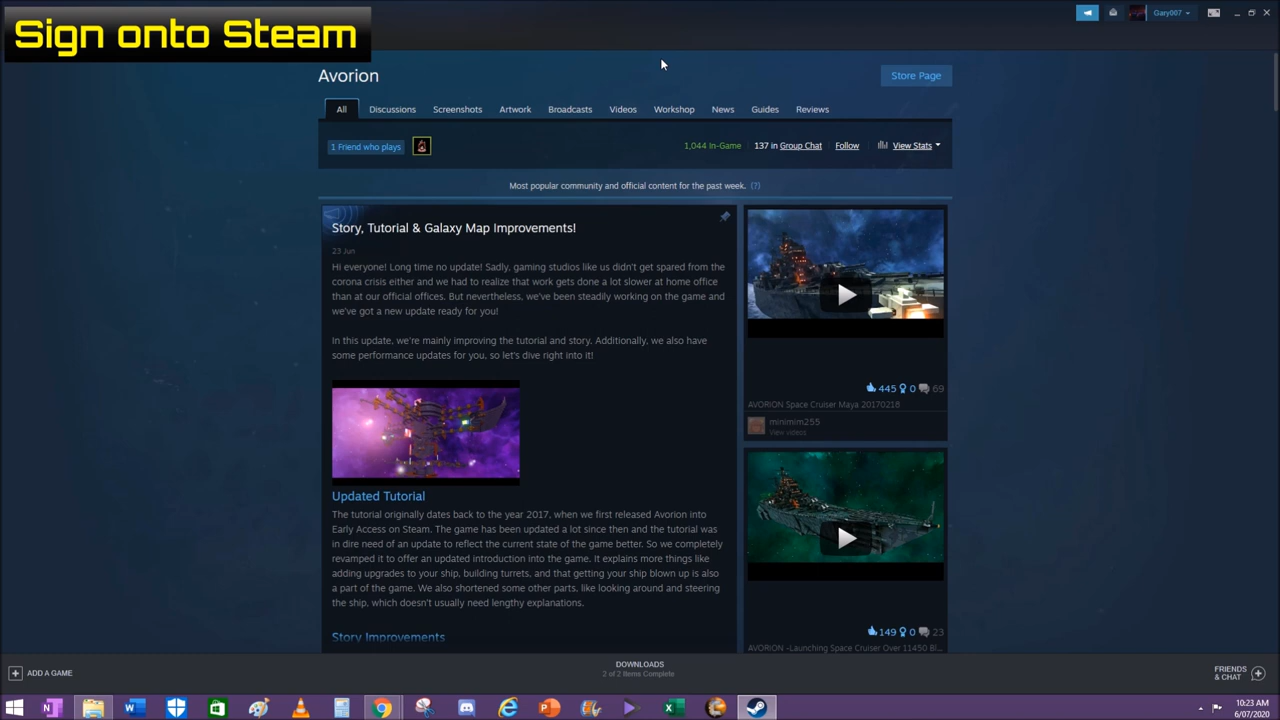 Sign onto Steam
Gary007
Avorion
Store Page
All Discussions Screenshots Artwork Broadcasts Videos Workshop News Guides Reviews
1 Friend who plays
1,044 In-Game 137 in Group Chat Follow View Stats
Most popular community and official content for the past week. (?)
Story, Tutorial & Galaxy Map Improvements!
23 Jun
Hi everyone! Long time no update! Sadly, gaming studios like us didn't get spared from the
corona crisis either and we had to realize that work gets done a lot slower at home office
than at our official offices. But nevertheless, we've been steadily working on the game and
we've got a new update ready for you!
In this update, we're mainly improving the tutorial and story. Additionally, we also have
some performance updates for you, so let's dive right into it!
Updated Tutorial
The tutorial originally dates back to the year 2017, when we first released Avorion into
Early Access on Steam. The game has been updated a lot since then and the tutorial was
in dire need of an update to reflect the current state of the game better. So we completely
revamped it to offer an updated introduction into the game. It explains more things like
adding upgrades to your ship, building turrets, and that getting your ship blown up is also
a part of the game. We also shortened some other parts, like looking around and steering
the ship, which doesn't usually need lengthy explanations.
Story Improvements
445 0 69
AVORION Space Cruiser Maya 20170218
minimim255
View videos
149 0 23
AVORION -Launching Space Cruiser Over 11450 Bl...
ADD A GAME
DOWNLOADS
2 of 2 Items Complete
FRIENDS
& CHAT
10:23 AM
6/07/2020